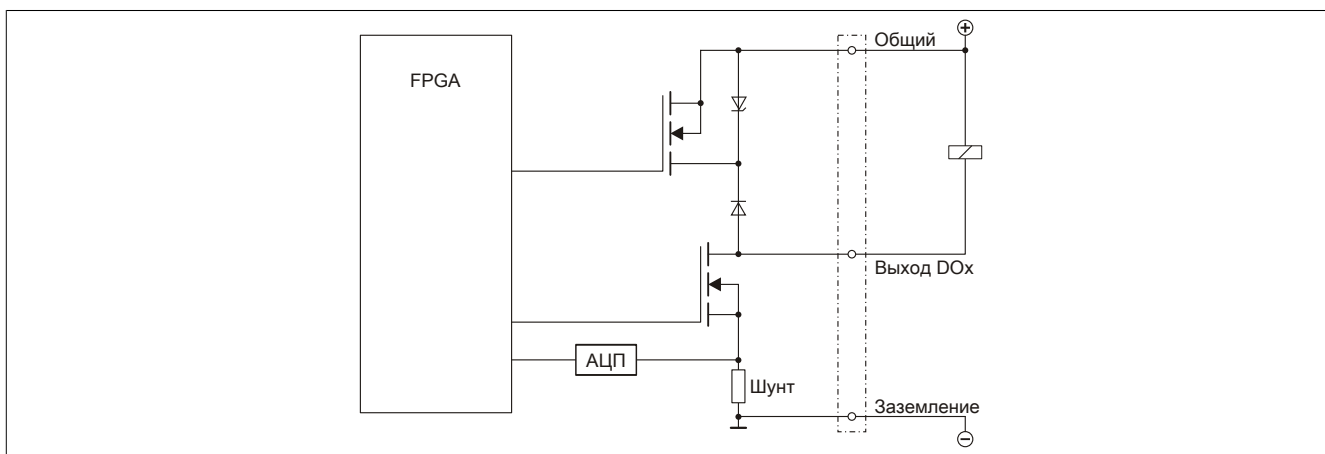 Общий
FPGA
Выход DOx
АЦП
Шунт
Заземление